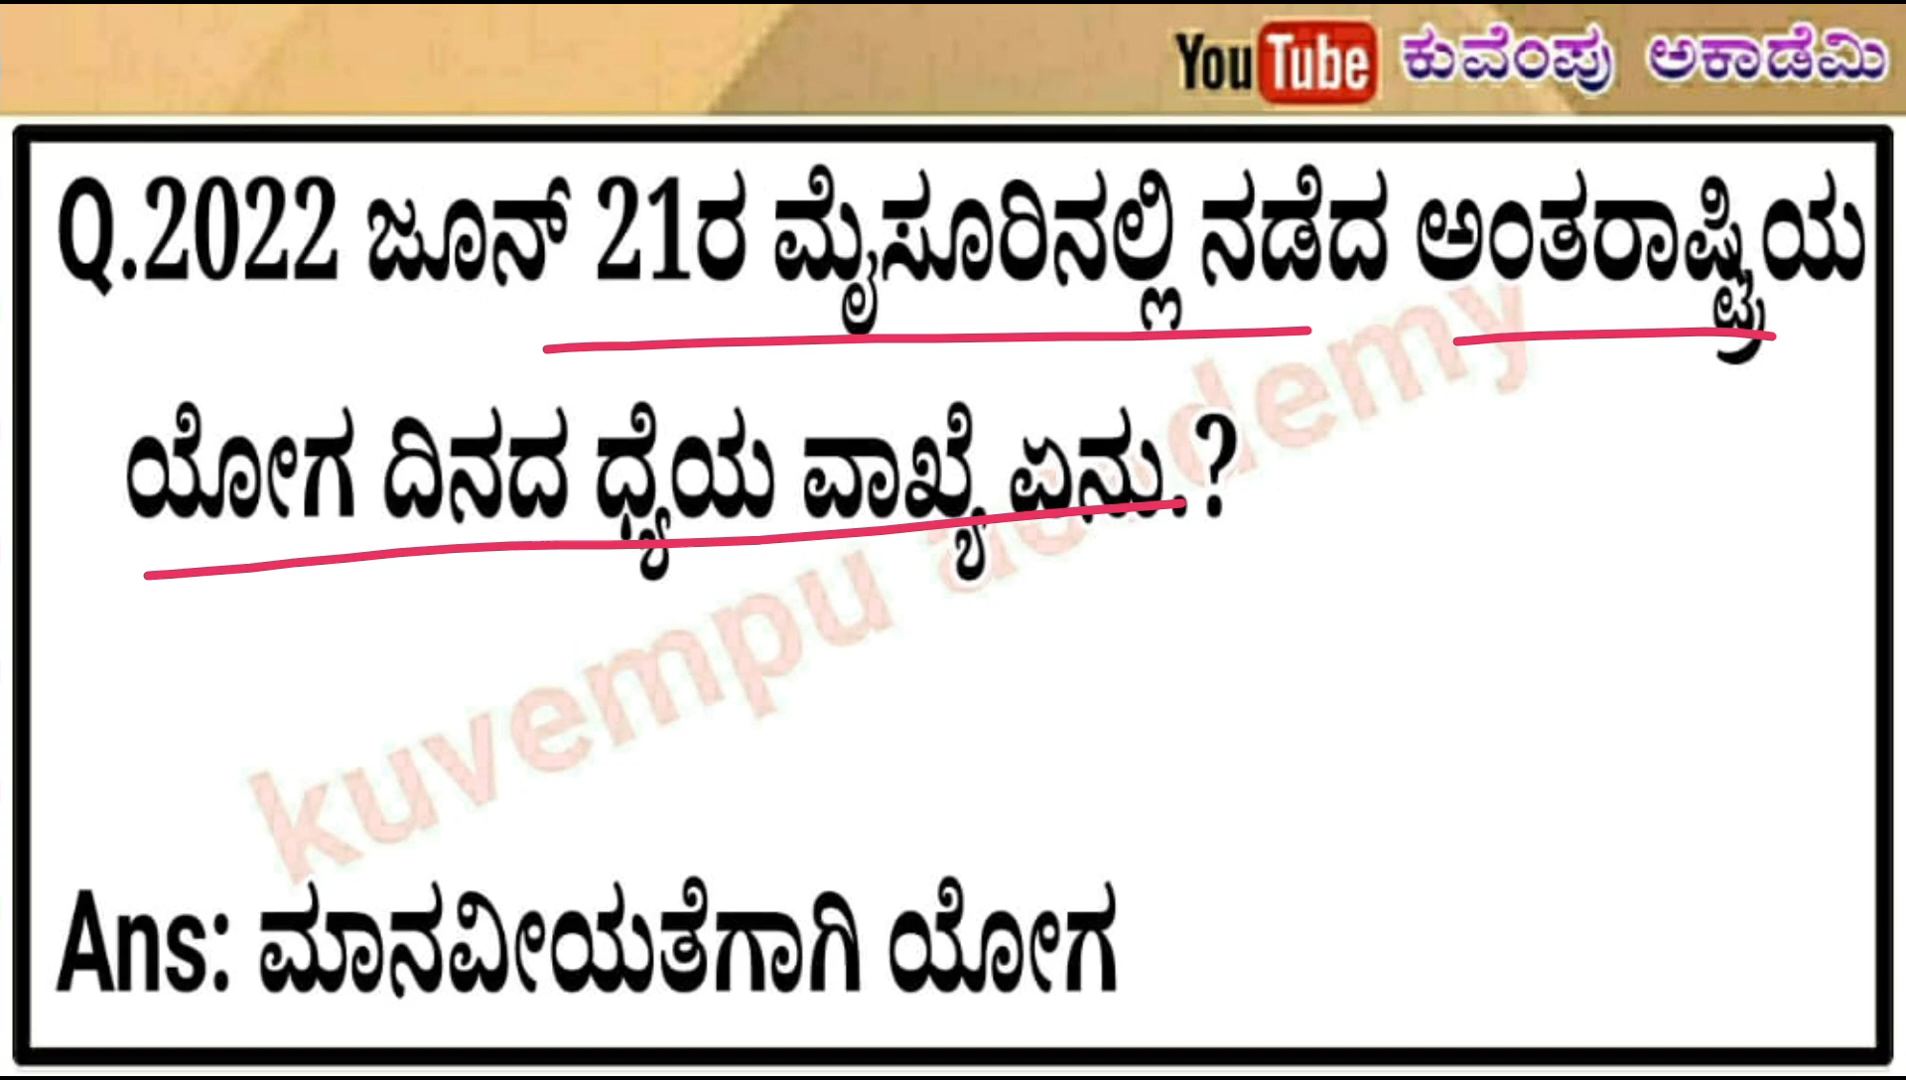 YouTube ಕುವೆಂಪು ಅಕಾಡೆಮಿ
Q.2022 ಜೂನ್ 21ರ ಮೈಸೂರಿನಲ್ಲಿ ನಡೆದ ಅಂತರಾಷ್ಟ್ರಿಯ
ಯೋಗ ದಿನದ ಧ್ಯೆಯ ವಾಖ್ಯೆ ಏನು.?
kuvempu academy
Ans: ಮಾನವೀಯತೆಗಾಗಿ ಯೋಗ